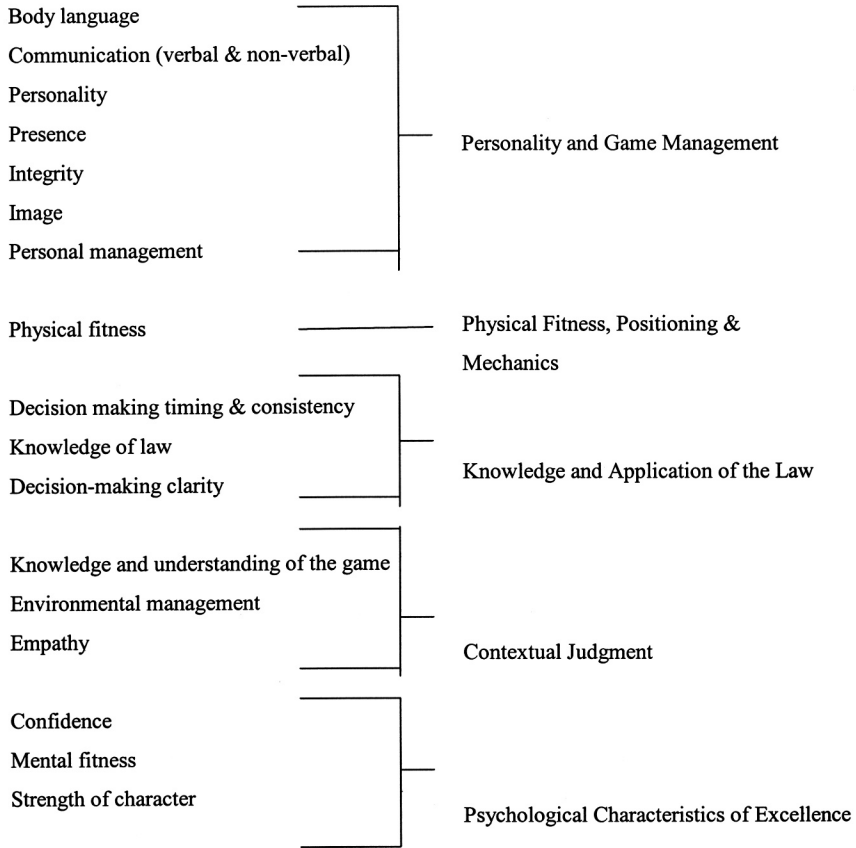 Body language
Communication (verbal & non-verbal)
Personality
Presence
Personality and Game Management
Integrity
Image
Personal management
Physical fitness
Physical Fitness, Positioning &
Mechanics
Decision making timing & consistency
Knowledge of law
Knowledge and Application of the Law
Decision-making clarity
Knowledge and understanding of the game
Environmental management
Empathy
Contextual Judgment
Confidence
Mental fitness
Strength of character
Psychological Characteristics of Excellence